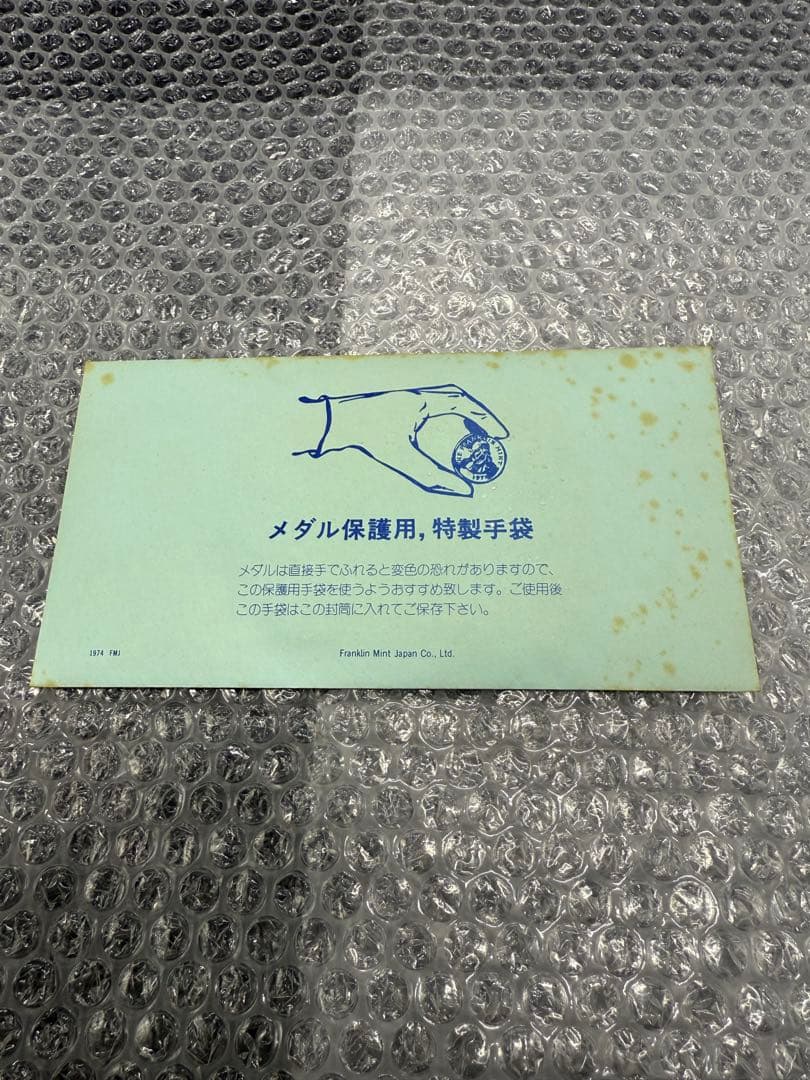 THE FRANKLIN MINT
メダル保護用，特製手袋
メダルは直接手でふれると変色の恐れがありますので、
この保護用手袋を使うようおすすめ致します。ご使用後
この手袋はこの封筒に入れてご保存下さい。
1974 FMJ
Franklin Mint Japan Co., Ltd.